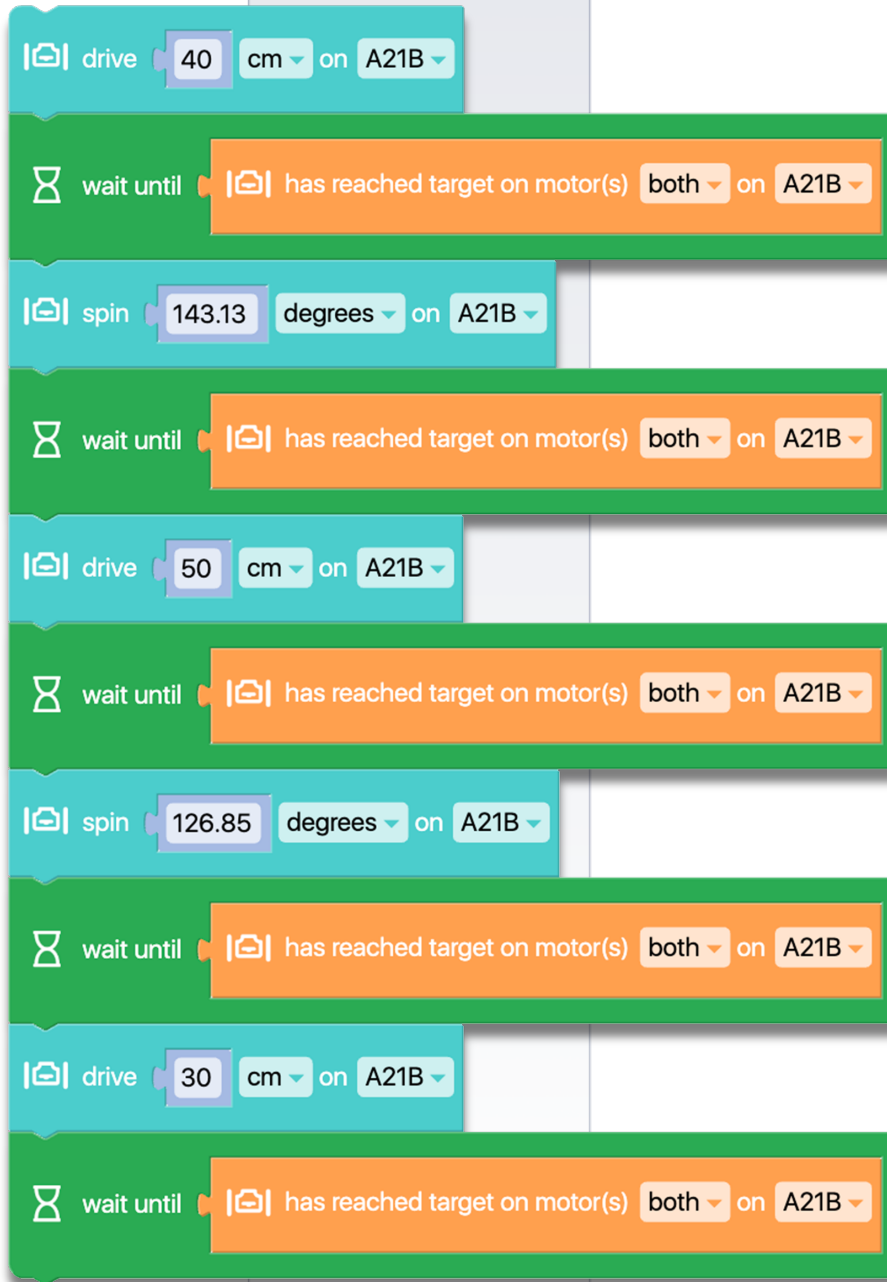 drive 40 cm on A21B
wait until has reached target on motor(s) both on A21B
spin 143.13 degrees on A21B
wait until has reached target on motor(s) both on A21B
drive 50 cm on A21B
wait until has reached target on motor(s) both on A21B
spin 126.85 degrees on A21B
wait until has reached target on motor(s) both on A21B
drive 30 cm on A21B
wait until has reached target on motor(s) both on A21B